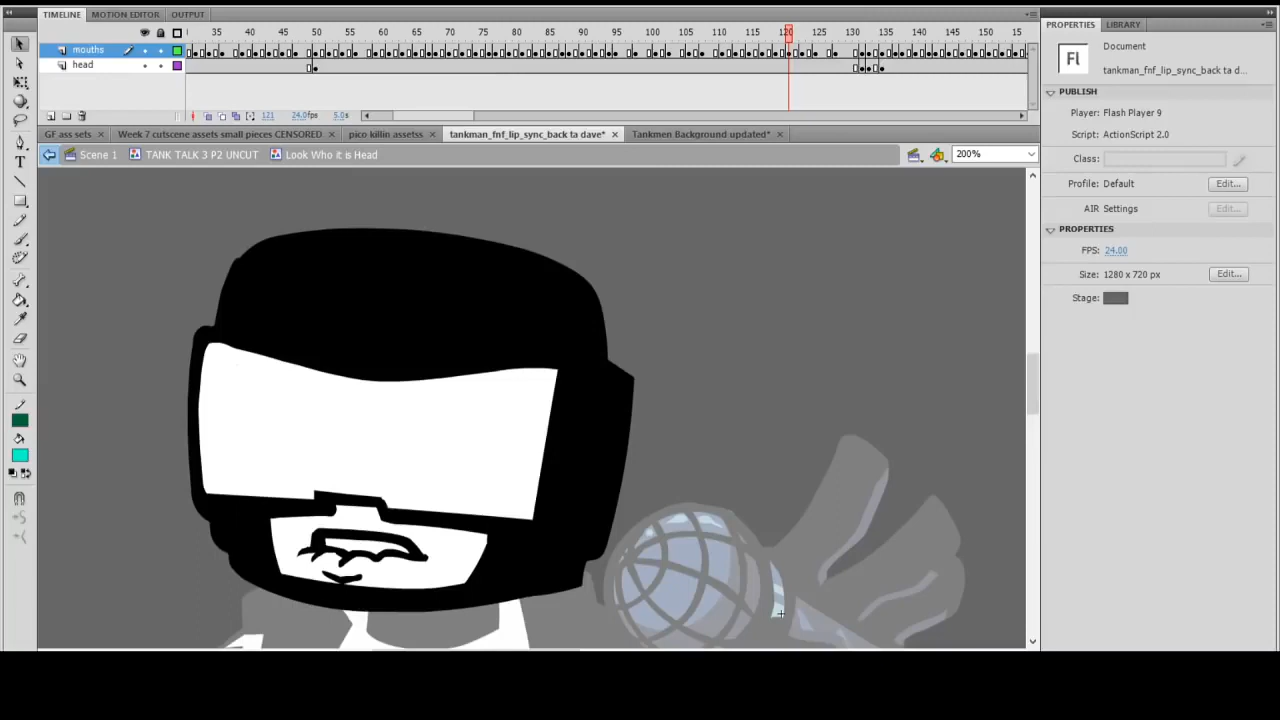 TIMELINE MOTION EDITOR OUTPUT
35 40 45 50 55 60 65 70 75 80 85 90 95 100 105 110 115 120 125 130 135 140 145 150 15
mouths
head
121 24.0fps 5.0s
GF ass sets Week 7 cutscene assets small pieces CENSORED pico killin assetss tankman_fnf_lip_sync_back ta dave* Tankmen Background updated*
Scene 1 TANK TALK 3 P2 UNCUT Look Who it is Head 200%
T
PROPERTIES LIBRARY
Fl
Document
tankman_fnf_lip_sync_back ta d...
PUBLISH
Player: Flash Player 9
Script: ActionScript 2.0
Class:
Profile: Default Edit...
AIR Settings Edit...
PROPERTIES
FPS: 24.00
Size: 1280 x 720 px Edit...
Stage: